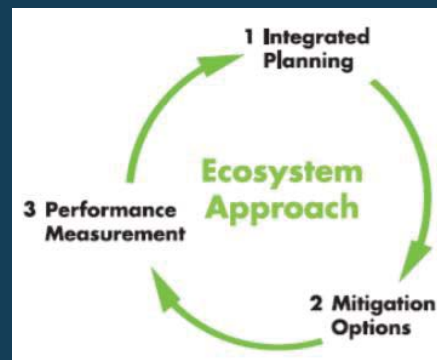 1 Integrated
Planning
Ecosystem
Approach
3 Performance
Measurement
2 Mitigation
Options